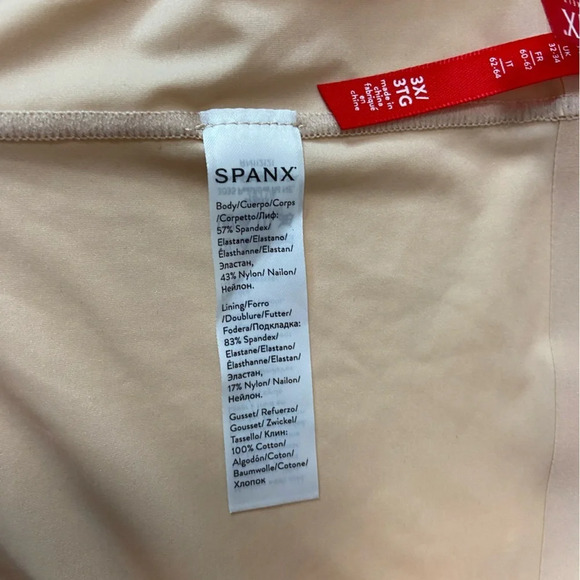 UK
32-34
FR
60-62
IT
62-64
3X/
3TG
made in
china
fabriqué
en
chine
SPANX
Body/Cuerpo/Corps
/Corpetto/Лиф:
57% Spandex/
Elastane/Elastano/
Élasthanne/Elastan/
Эластан,
43% Nylon/ Nailon/
Нейлон.
Lining/Forro
/Doublure/Futter/
Fodera/Подкладка:
83% Spandex/
Elastane/Elastano/
Élasthanne/Elastan/
Эластан,
17% Nylon/ Nailon/
Нейлон.
Gusset/ Refuerzo/
Gousset/ Zwickel/
Tassello/ Клин:
100% Cotton/
Algodón/Coton/
Baumwolle/Cotone/
Хлопок